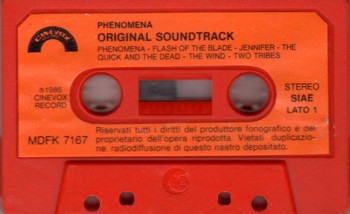 PHENOMENA
CINEVOX
ORIGINAL SOUNDTRACK
PHENOMENA - FLASH OF THE BLADE - JENNIFER - THE
QUICK AND THE DEAD - THE WIND - TWO TRIBES
℗1985
CINEVOX
RECORD
STEREO
SIAE
LATO 1
MDFK 7167
Riservati tutti i diritti del produttore fonografico e del
proprietario dell'opera riprodotta. Vietati duplicazio-
ne, radiodiffusione di questo nastro depositato.